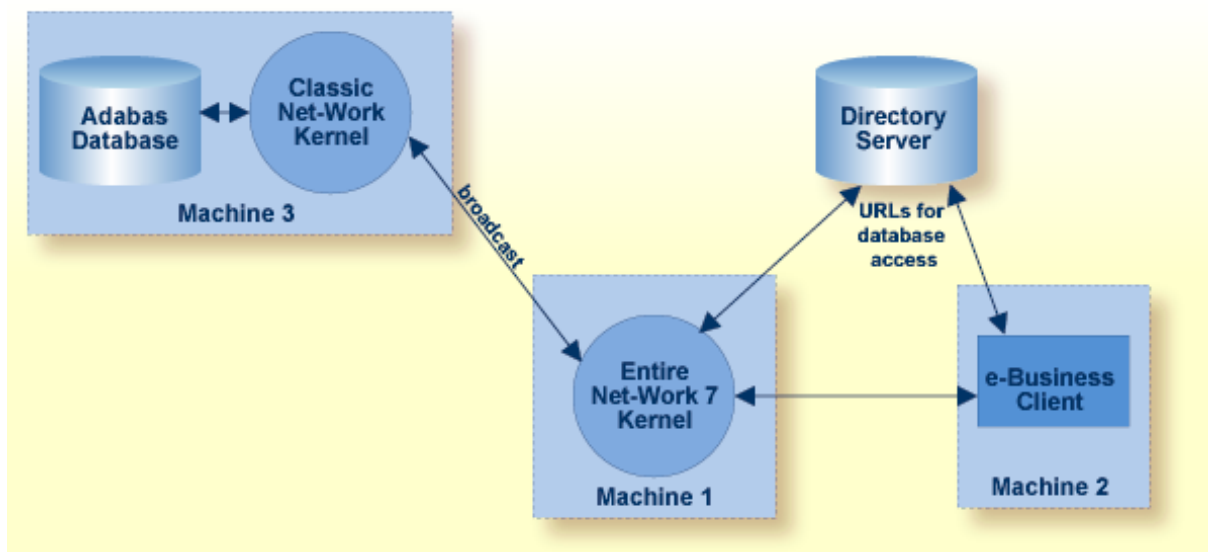 Adabas
Database
Classic
Net-Work
Kernel
Machine 3
broadcast
Directory
Server
URLs for
database
access
Entire
Net-Work 7
Kernel
Machine 1
e-Business
Client
Machine 2